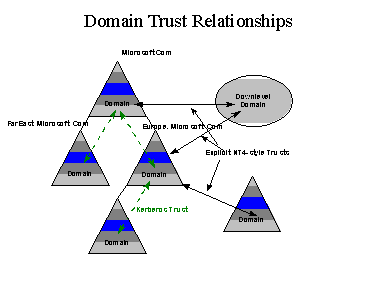 Domain Trust Relationships
Microsoft Com
Domain
Downlevel
Domain
FarEast Microsoft Com
Europe. Microsoft Com
Domain
Domain
Explicit NT4-style Trusts
Kerberos Trust
Domain
Domain